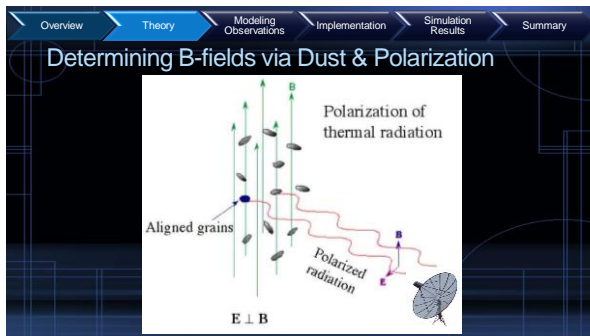 Overview
Theory
Modeling
Observations
Implementation
Simulation
Results
Summary
Determining B-fields via Dust & Polarization
B
Polarization of
thermal radiation
Aligned grains
Polarized
radiation
B
E
E ⊥ B